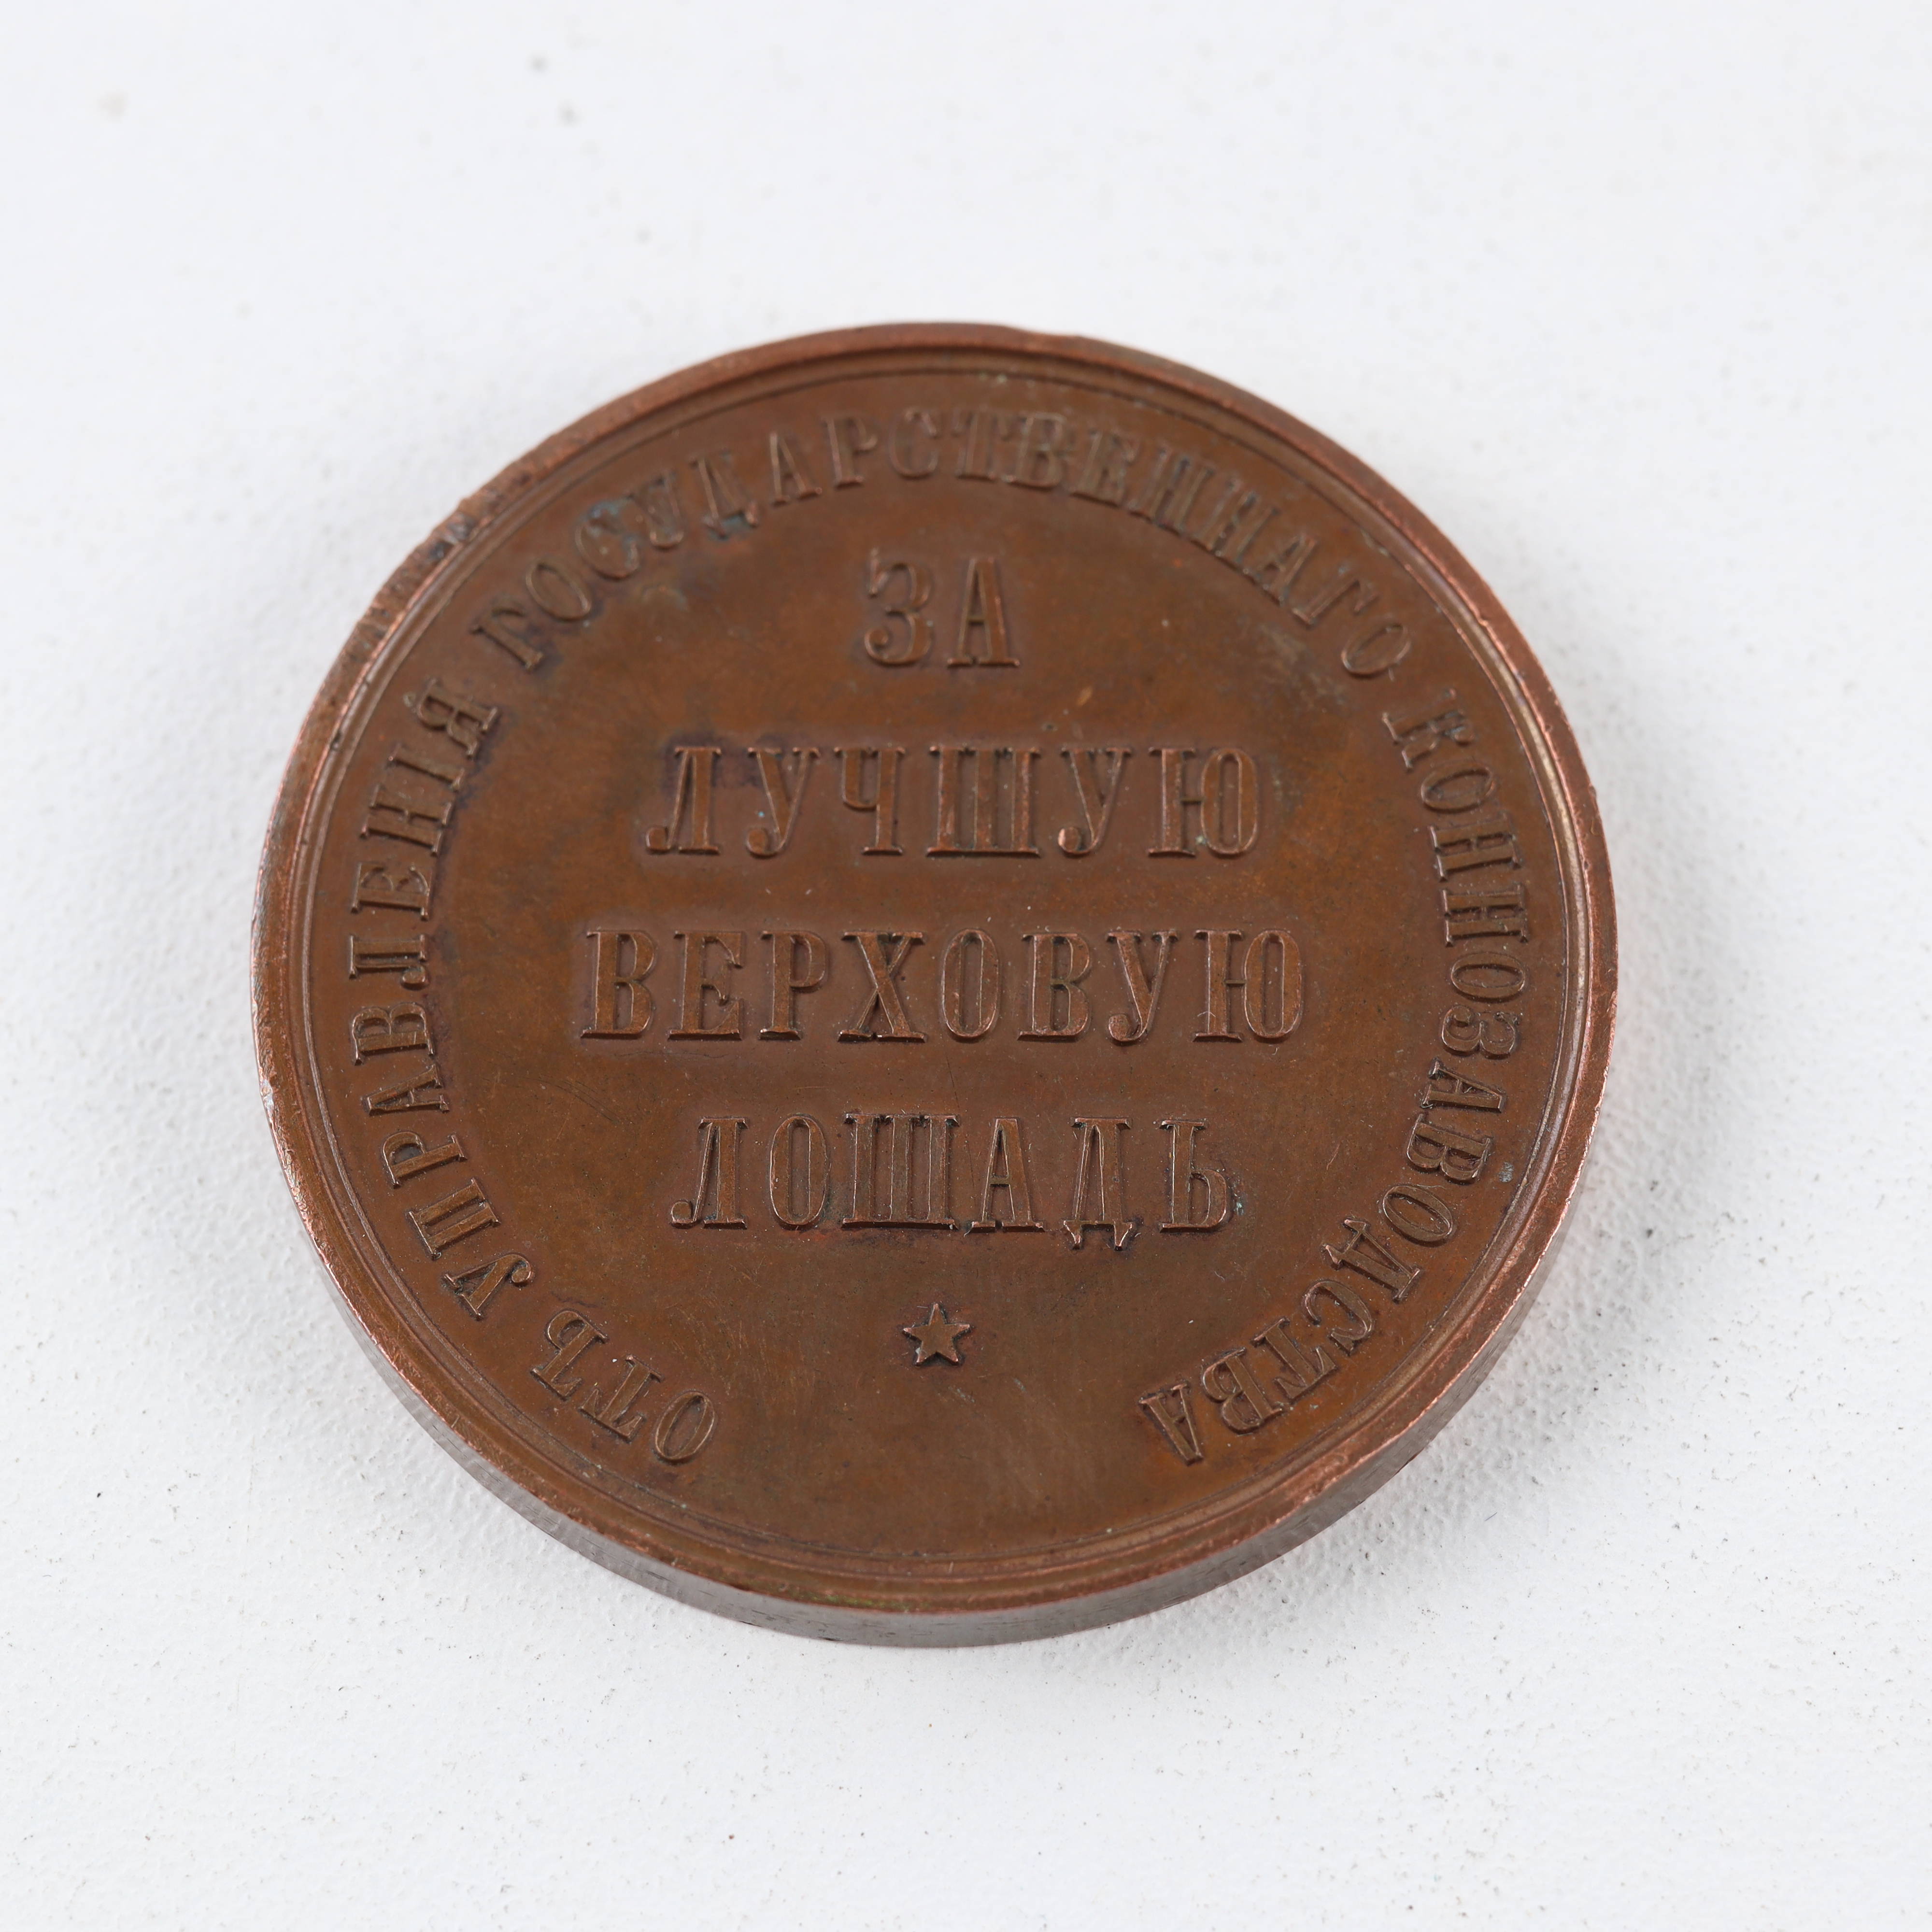 ОТЪ УПРАВЛЕНІЯ ГОСУДАРСТВЕННАГО КОННОЗАВОДСТВА
ЗА
ЛУЧШУЮ
ВЕРХОВУЮ
ЛОШАДЬ